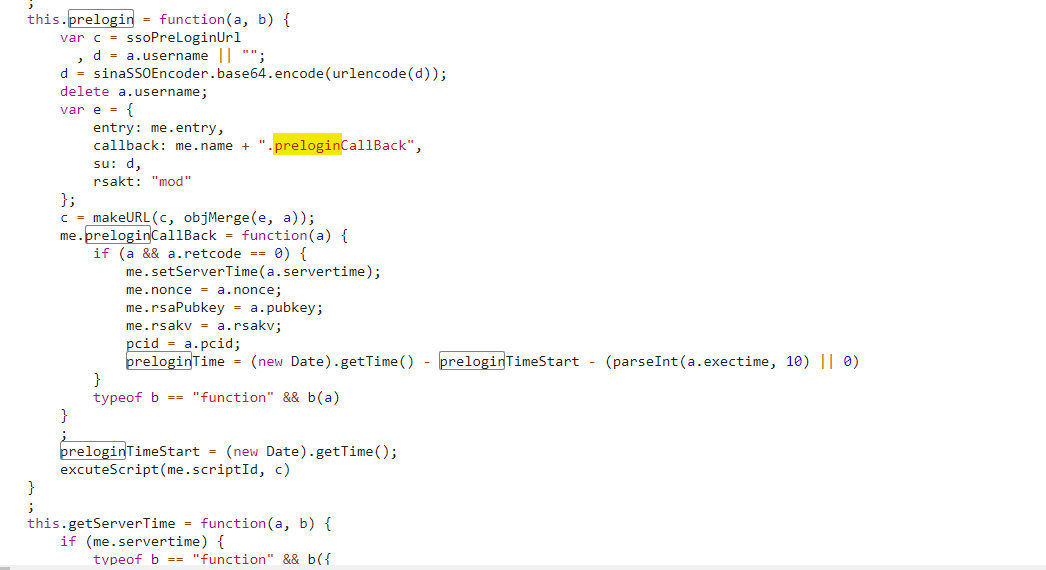 ;
this.prelogin = function(a, b) {
    var c = ssoPreLoginUrl
      , d = a.username || "";
    d = sinaSSOEncoder.base64.encode(urlencode(d));
    delete a.username;
    var e = {
        entry: me.entry,
        callback: me.name + ".preloginCallBack",
        su: d,
        rsakt: "mod"
    };
    c = makeURL(c, objMerge(e, a));
    me.preloginCallBack = function(a) {
        if (a && a.retcode == 0) {
            me.setServerTime(a.servertime);
            me.nonce = a.nonce;
            me.rsaPubkey = a.pubkey;
            me.rsakv = a.rsakv;
            pcid = a.pcid;
            preloginTime = (new Date).getTime() - preloginTimeStart - (parseInt(a.exectime, 10) || 0)
        }
        typeof b == "function" && b(a)
    }
    ;
    preloginTimeStart = (new Date).getTime();
    excuteScript(me.scriptId, c)
}
;
this.getServerTime = function(a, b) {
    if (me.servertime) {
        typeof b == "function" && b({